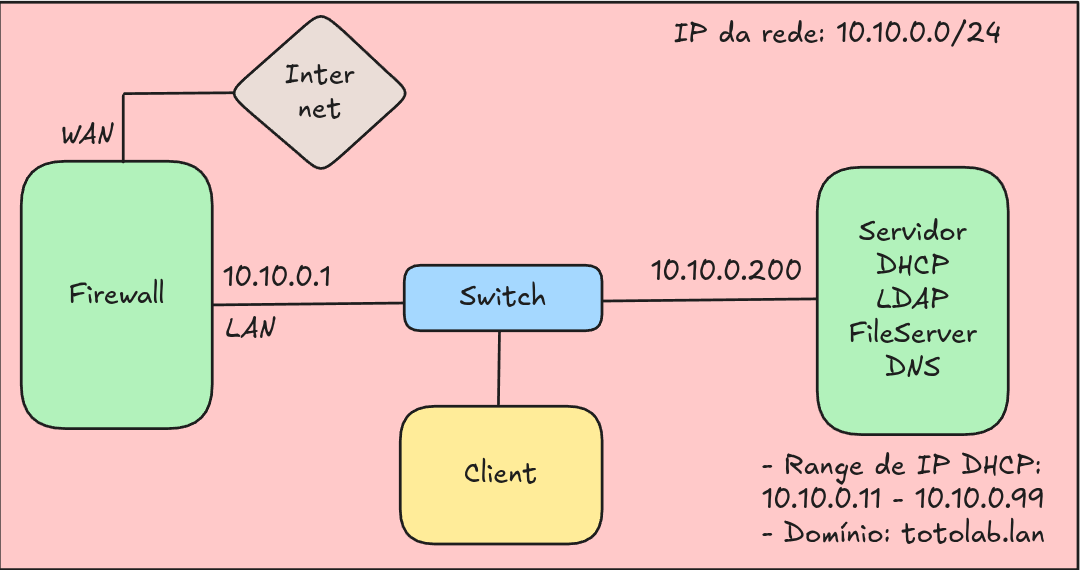 IP da rede: 10.10.0.0/24
Inter
net
WAN
Firewall
10.10.0.1
LAN
Switch
10.10.0.200
Servidor
DHCP
LDAP
FileServer
DNS
Client
- Range de IP DHCP:
10.10.0.11 - 10.10.0.99
- Domínio: totolab.lan